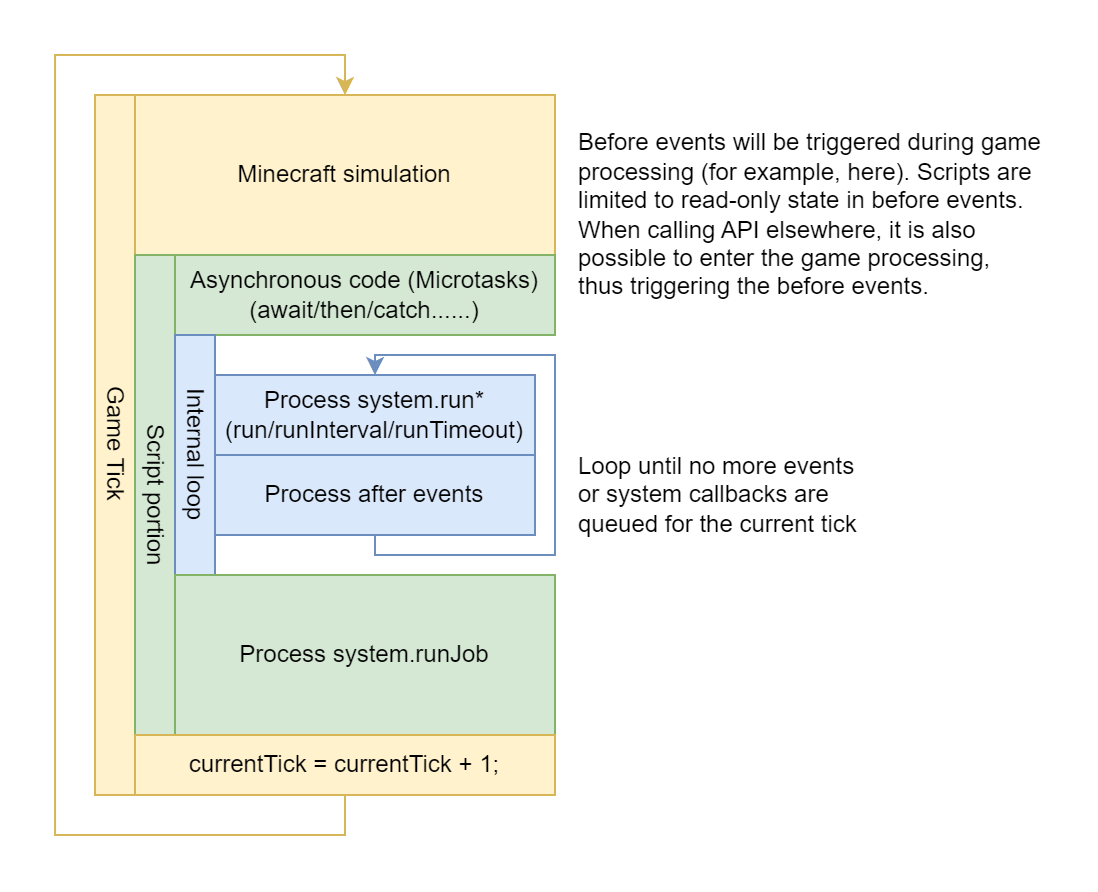 Minecraft simulation
Before events will be triggered during game
processing (for example, here). Scripts are
limited to read-only state in before events.
When calling API elsewhere, it is also
possible to enter the game processing,
thus triggering the before events.
Asynchronous code (Microtasks)
(await/then/catch......)
Game Tick
Script portion
Internal loop
Process system.run*
(run/runInterval/runTimeout)
Process after events
Loop until no more events
or system callbacks are
queued for the current tick
Process system.runJob
currentTick = currentTick + 1;